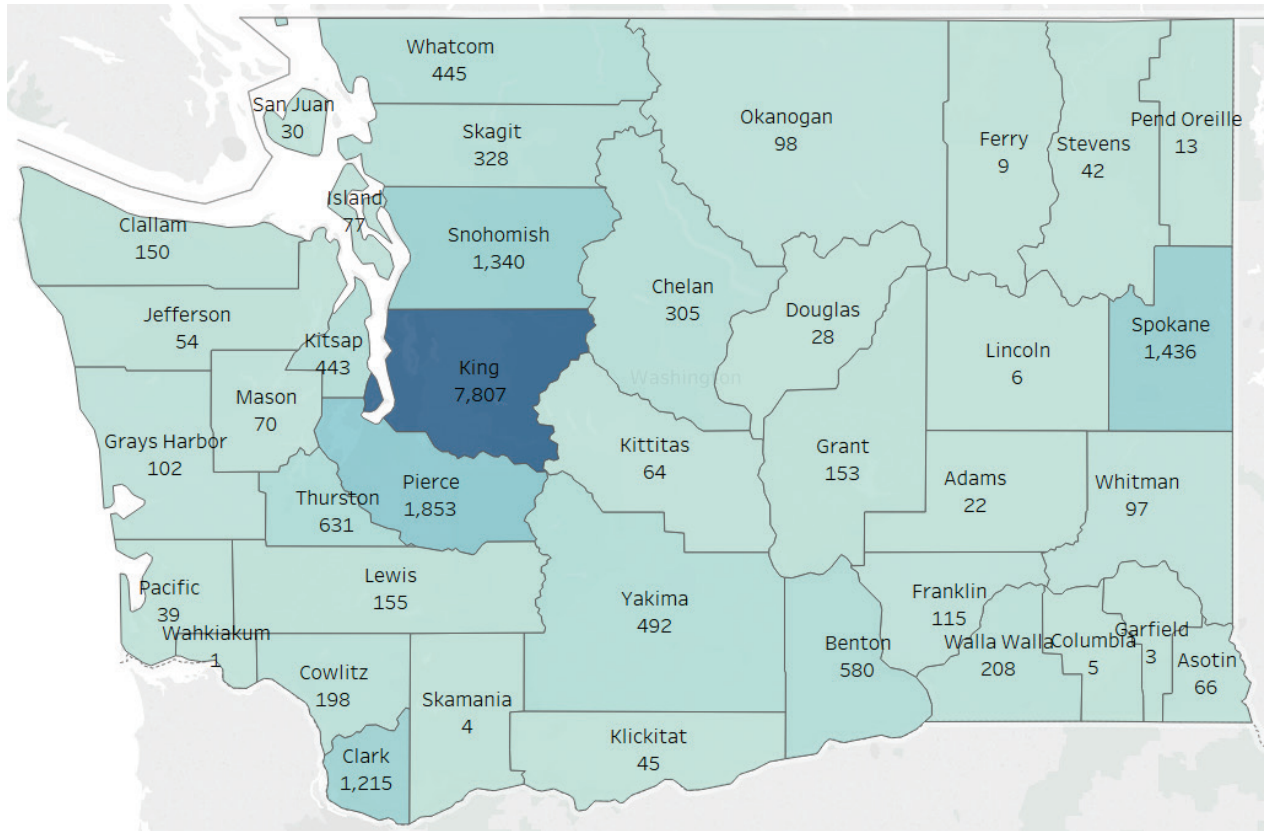 Whatcom
445
San Juan
30
Skagit
328
Okanogan
98
Ferry
9
Stevens
42
Pend Oreille
13
Island
77
Clallam
150
Snohomish
1,340
Chelan
305
Douglas
28
Jefferson
54
Kitsap
443
King
7,807
Washington
Lincoln
6
Spokane
1,436
Mason
70
Grays Harbor
102
Kittitas
64
Grant
153
Thurston
631
Pierce
1,853
Adams
22
Whitman
97
Pacific
39
Lewis
155
Yakima
492
Franklin
115
Wahkiakum
1
Benton
580
Walla Walla
208
Columbia
5
Garfield
3
Asotin
66
Cowlitz
198
Skamania
4
Klickitat
45
Clark
1,215